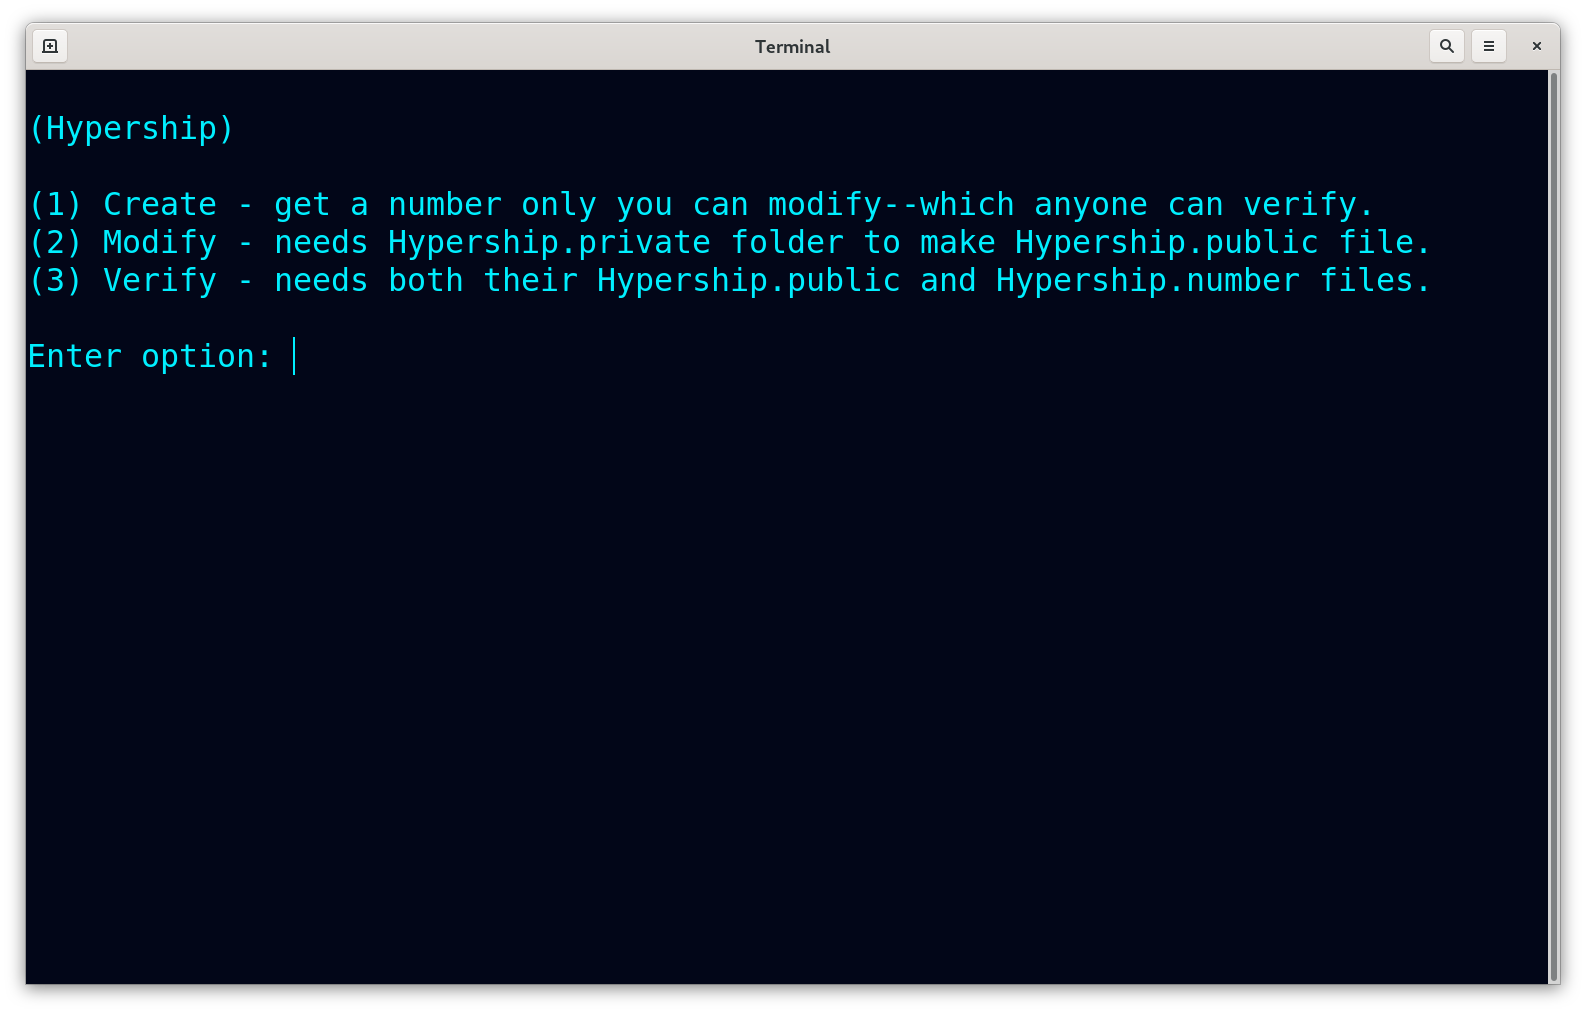 Terminal
(Hypership)
(1) Create - get a number only you can modify--which anyone can verify.
(2) Modify - needs Hypership.private folder to make Hypership.public file.
(3) Verify - needs both their Hypership.public and Hypership.number files.
Enter option: